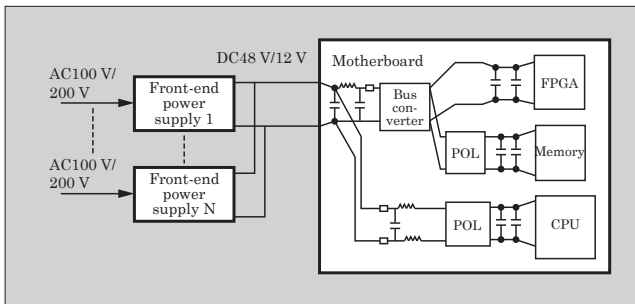 DC48 V/12 V
Motherboard
AC100 V/
200 V
Front-end
power
supply 1
Bus
con-
verter
FPGA
POL
Memory
AC100 V/
200 V
Front-end
power
supply N
POL
CPU